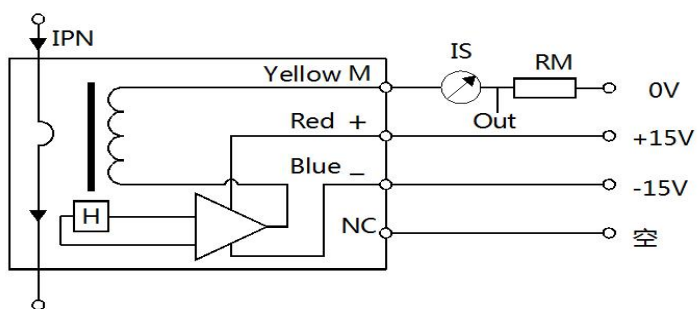 IPN
IS
RM
Yellow M
0V
Out
Red +
+15V
Blue -
-15V
H
NC
空